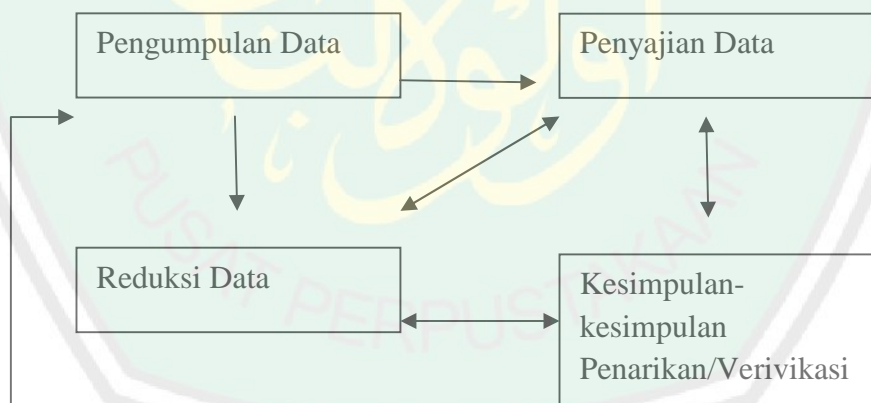 Pengumpulan Data
Penyajian Data
Reduksi Data
Kesimpulan-
kesimpulan
Penarikan/Verivikasi
PUSAT PERPUSTAKAAN